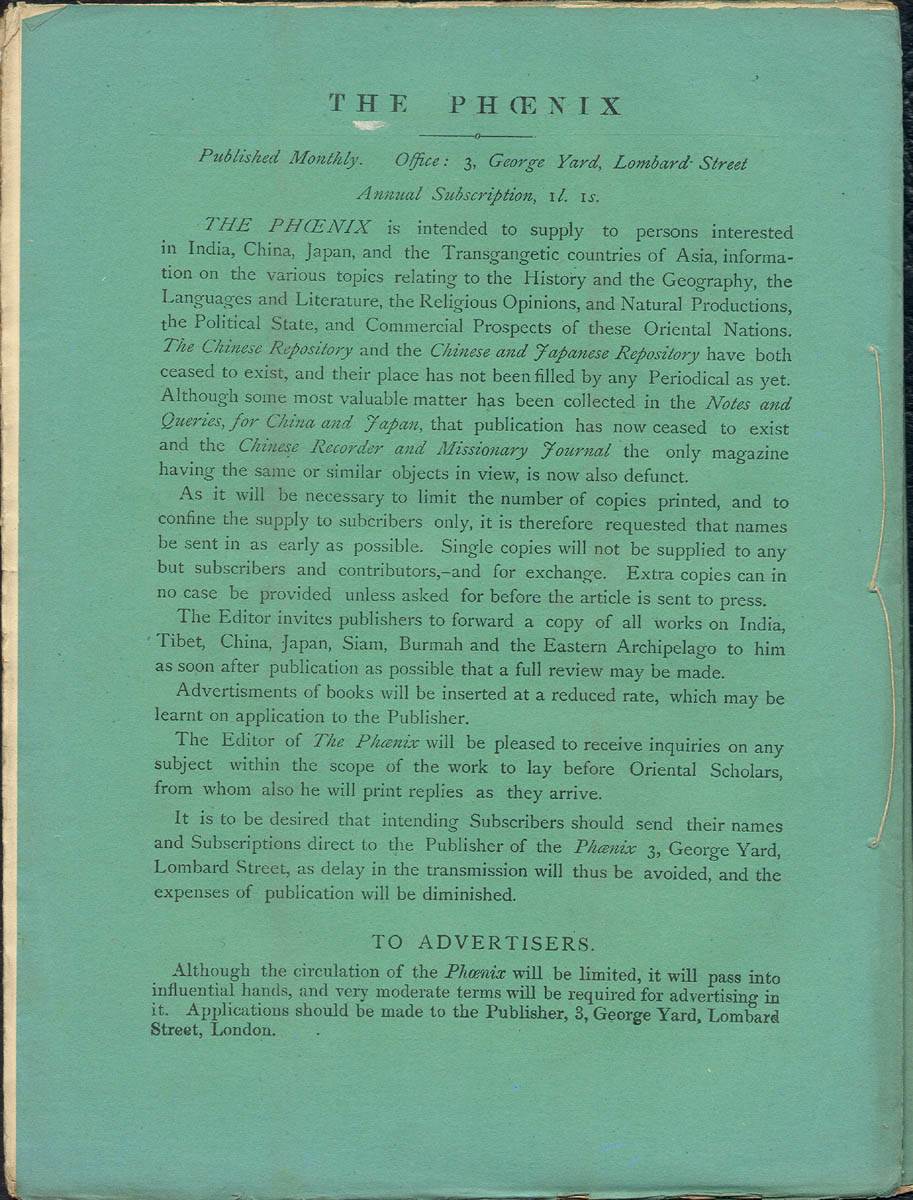 THE PHŒNIX
Published Monthly. Office: 3, George Yard, Lombard Street
Annual Subscription, 1l. 1s.
THE PHŒNIX is intended to supply to persons interested
in India, China, Japan, and the Transgangetic countries of Asia, informa-
tion on the various topics relating to the History and the Geography, the
Languages and Literature, the Religious Opinions, and Natural Productions,
the Political State, and Commercial Prospects of these Oriental Nations.
The Chinese Repository and the Chinese and Japanese Repository have both
ceased to exist, and their place has not been filled by any Periodical as yet.
Although some most valuable matter has been collected in the Notes and
Queries, for China and Japan, that publication has now ceased to exist
and the Chinese Recorder and Missionary Journal the only magazine
having the same or similar objects in view, is now also defunct.
As it will be necessary to limit the number of copies printed, and to
confine the supply to subcribers only, it is therefore requested that names
be sent in as early as possible. Single copies will not be supplied to any
but subscribers and contributors,–and for exchange. Extra copies can in
no case be provided unless asked for before the article is sent to press.
The Editor invites publishers to forward a copy of all works on India,
Tibet, China, Japan, Siam, Burmah and the Eastern Archipelago to him
as soon after publication as possible that a full review may be made.
Advertisments of books will be inserted at a reduced rate, which may be
learnt on application to the Publisher.
The Editor of The Phœnix will be pleased to receive inquiries on any
subject within the scope of the work to lay before Oriental Scholars,
from whom also he will print replies as they arrive.
It is to be desired that intending Subscribers should send their names
and Subscriptions direct to the Publisher of the Phœnix 3, George Yard,
Lombard Street, as delay in the transmission will thus be avoided, and the
expenses of publication will be diminished.
TO ADVERTISERS.
Although the circulation of the Phœnix will be limited, it will pass into
influential hands, and very moderate terms will be required for advertising in
it. Applications should be made to the Publisher, 3, George Yard, Lombard
Street, London.